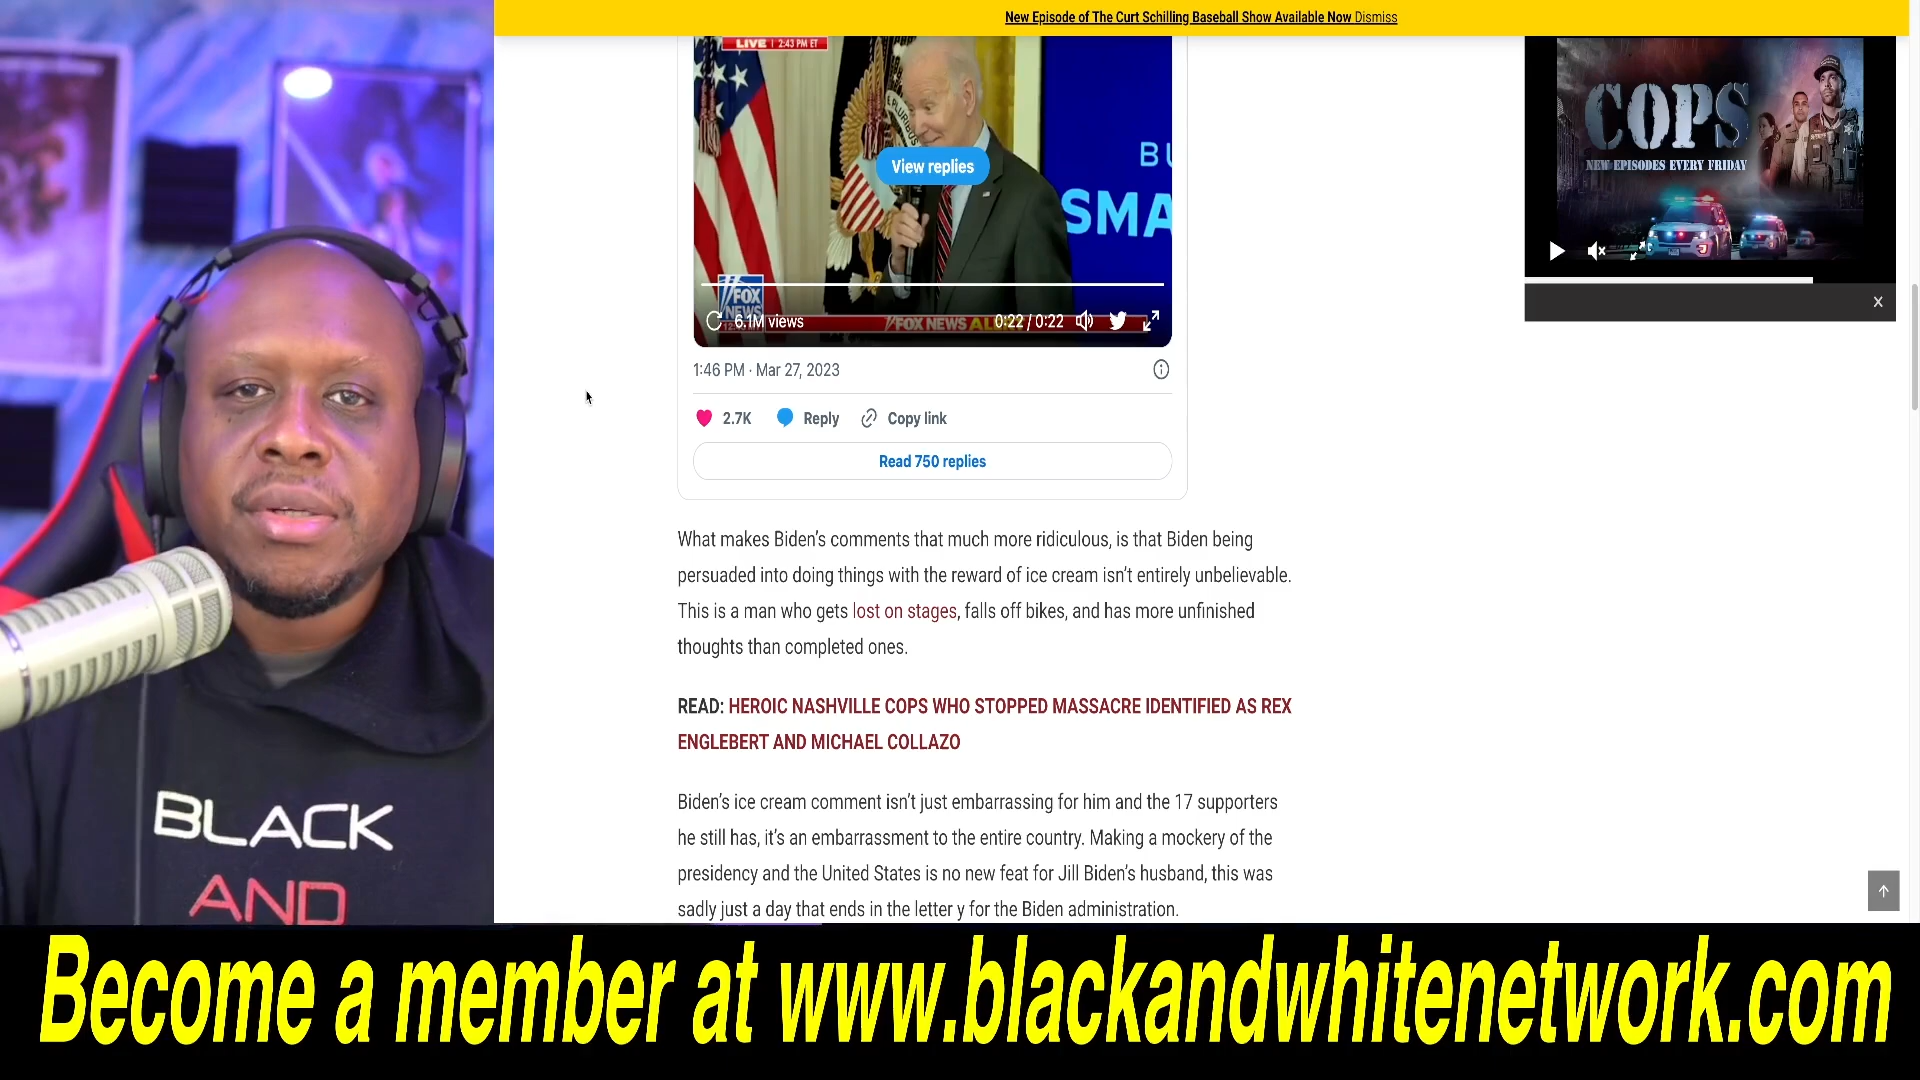 New Episode of The Curt Schilling Baseball Show Available Now Dismiss
LIVE | 2:43 PM ET
E PLURIBUS
BU
SMA
View replies
FOX
NEWS
6.1M views
FOX NEWS AL
0:22 / 0:22
1:46 PM · Mar 27, 2023
2.7K
Reply
Copy link
Read 750 replies
COPS
NEW EPISODES EVERY FRIDAY
What makes Biden’s comments that much more ridiculous, is that Biden being
persuaded into doing things with the reward of ice cream isn’t entirely unbelievable.
This is a man who gets lost on stages, falls off bikes, and has more unfinished
thoughts than completed ones.
READ: HEROIC NASHVILLE COPS WHO STOPPED MASSACRE IDENTIFIED AS REX
ENGLEBERT AND MICHAEL COLLAZO
Biden’s ice cream comment isn’t just embarrassing for him and the 17 supporters
he still has, it’s an embarrassment to the entire country. Making a mockery of the
presidency and the United States is no new feat for Jill Biden’s husband, this was
sadly just a day that ends in the letter y for the Biden administration.
BLACK
AND
Become a member at www.blackandwhitenetwork.com